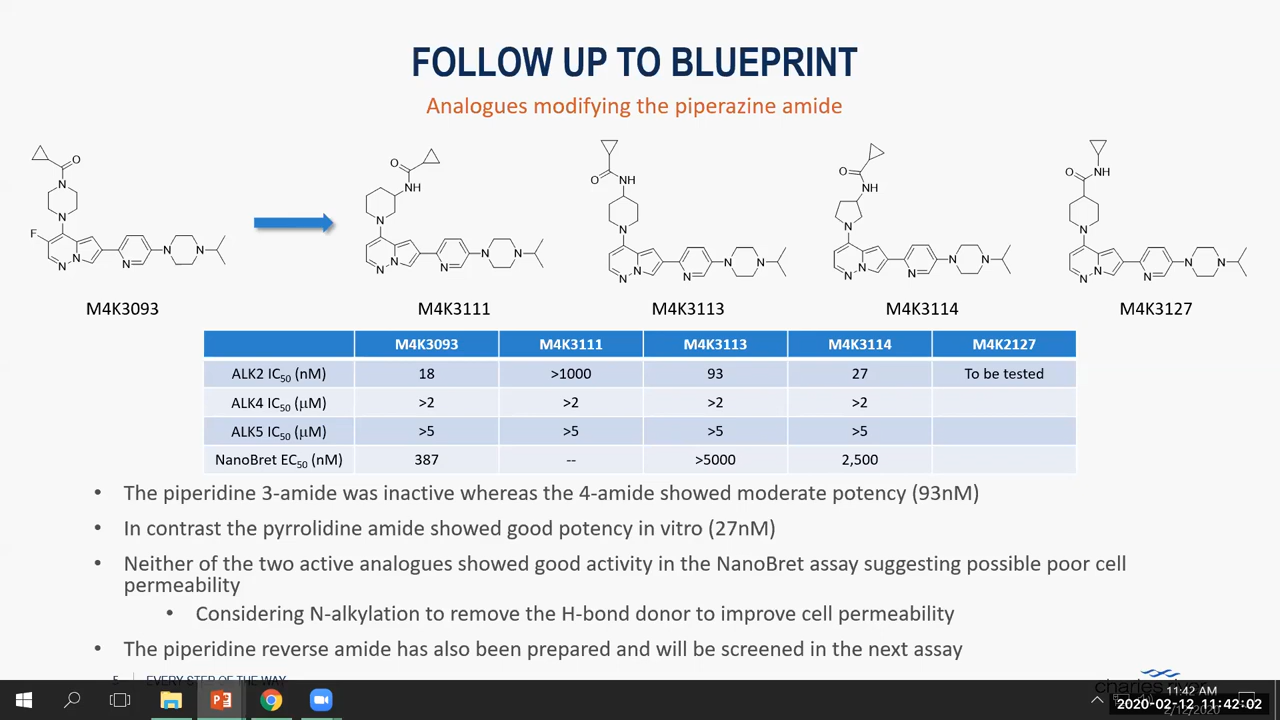 FOLLOW UP TO BLUEPRINT
Analogues modifying the piperazine amide
M4K3093
M4K3111
M4K3113
M4K3114
M4K3127
M4K3093 M4K3111 M4K3113 M4K3114 M4K2127
ALK2 IC50 (nM) 18 >1000 93 27 To be tested
ALK4 IC50 (μM) >2 >2 >2 >2
ALK5 IC50 (μM) >5 >5 >5 >5
NanoBret EC50 (nM) 387 -- >5000 2,500
• The piperidine 3-amide was inactive whereas the 4-amide showed moderate potency (93nM)
• In contrast the pyrrolidine amide showed good potency in vitro (27nM)
• Neither of the two active analogues showed good activity in the NanoBret assay suggesting possible poor cell
permeability
• Considering N-alkylation to remove the H-bond donor to improve cell permeability
• The piperidine reverse amide has also been prepared and will be screened in the next assay
5 EVERY STEP OF THE WAY
charles river
11:42 AM
2020-02-12 11:42:02
2/12/2020